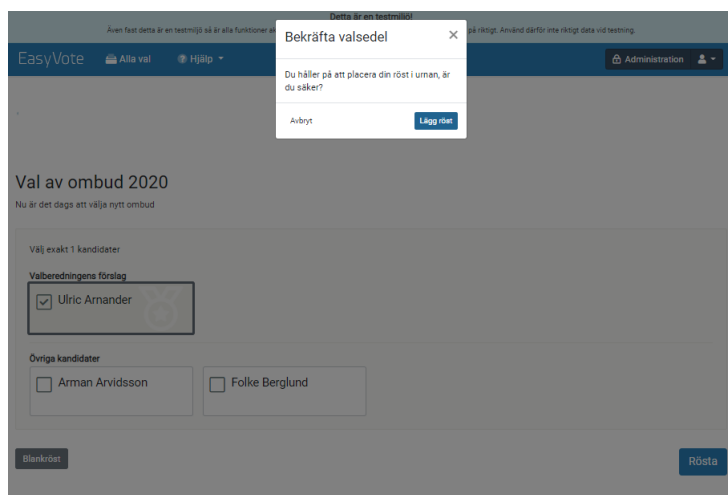 Detta är en testmiljö!
Även fast detta är en testmiljö så är alla funktioner
på riktigt. Använd därför inte riktigt data vid testning.
Bekräfta valsedel
EasyVote Alla val Hjälp Administration
Du håller på att placera din röst i urnan, är
du säker?
Avbryt Lägg röst
Val av ombud 2020
Nu är det dags att välja nytt ombud
Välj exakt 1 kandidater
Valberedningens förslag
Ulric Arnander
Övriga kandidater
Arman Arvidsson Folke Berglund
Blankröst Rösta